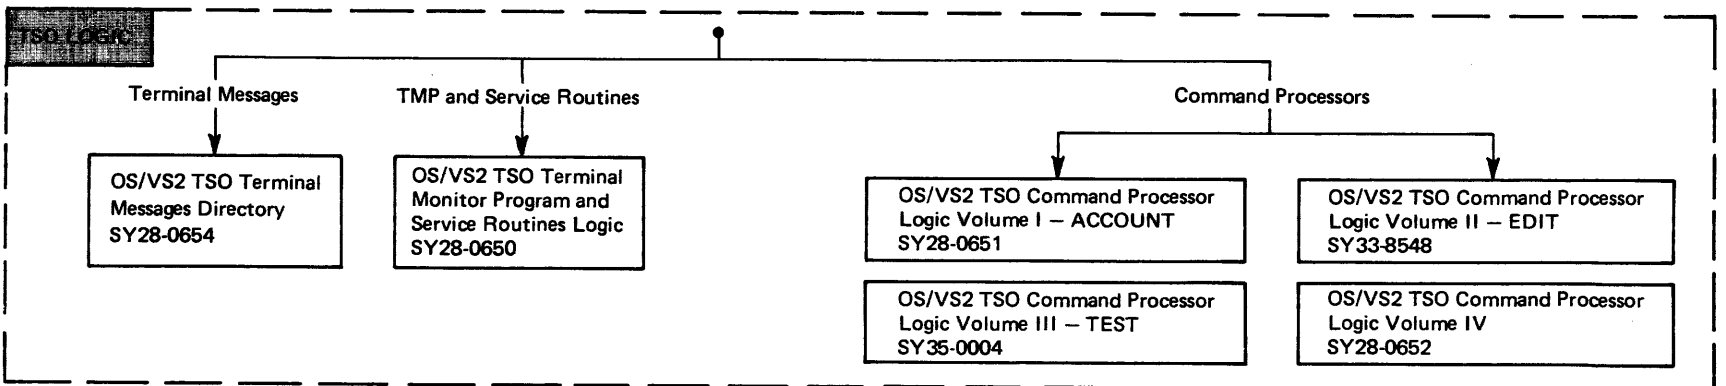 TSO LOGIC
Terminal Messages
TMP and Service Routines
Command Processors
OS/VS2 TSO Terminal
Messages Directory
SY28-0654
OS/VS2 TSO Terminal
Monitor Program and
Service Routines Logic
SY28-0650
OS/VS2 TSO Command Processor
Logic Volume I — ACCOUNT
SY28-0651
OS/VS2 TSO Command Processor
Logic Volume II — EDIT
SY33-8548
OS/VS2 TSO Command Processor
Logic Volume III — TEST
SY35-0004
OS/VS2 TSO Command Processor
Logic Volume IV
SY28-0652